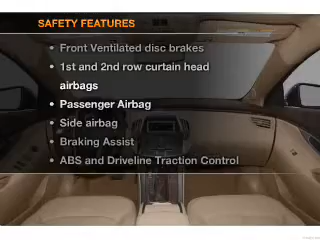 SAFETY FEATURES
• Front Ventilated disc brakes
• 1st and 2nd row curtain head
airbags
• Passenger Airbag
• Side airbag
• Braking Assist
• ABS and Driveline Traction Control